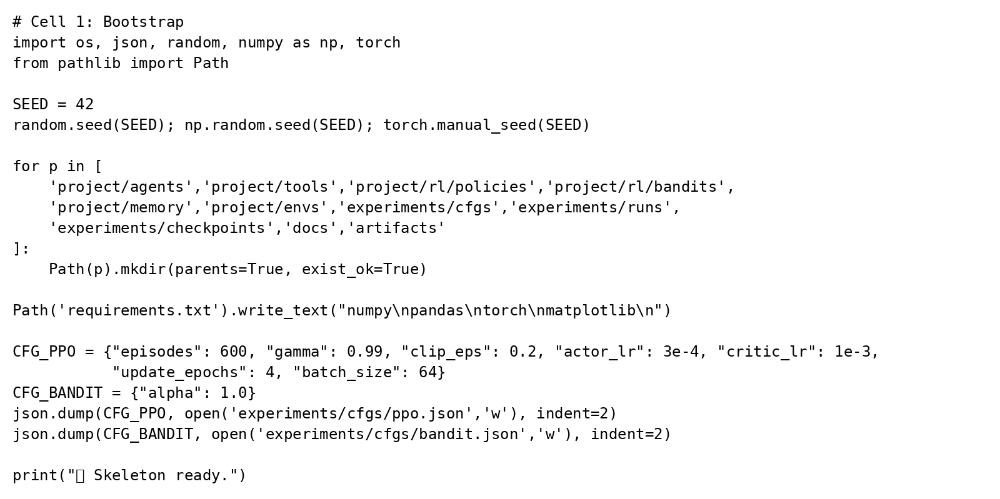 # Cell 1: Bootstrap
import os, json, random, numpy as np, torch
from pathlib import Path

SEED = 42
random.seed(SEED); np.random.seed(SEED); torch.manual_seed(SEED)

for p in [
    'project/agents','project/tools','project/rl/policies','project/rl/bandits',
    'project/memory','project/envs','experiments/cfgs','experiments/runs',
    'experiments/checkpoints','docs','artifacts'
]:
    Path(p).mkdir(parents=True, exist_ok=True)

Path('requirements.txt').write_text("numpy\npandas\ntorch\nmatplotlib\n")

CFG_PPO = {"episodes": 600, "gamma": 0.99, "clip_eps": 0.2, "actor_lr": 3e-4, "critic_lr": 1e-3,
           "update_epochs": 4, "batch_size": 64}
CFG_BANDIT = {"alpha": 1.0}
json.dump(CFG_PPO, open('experiments/cfgs/ppo.json','w'), indent=2)
json.dump(CFG_BANDIT, open('experiments/cfgs/bandit.json','w'), indent=2)

print("▯ Skeleton ready.")